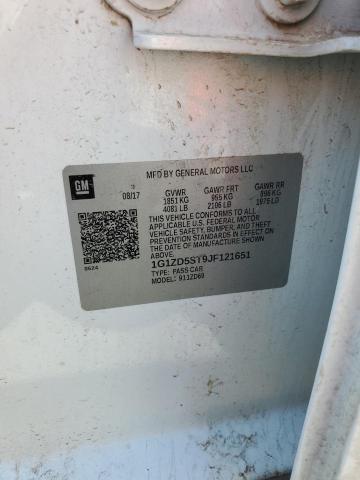 MFD BY GENERAL MOTORS LLC
GM
08/17
GVWR GAWR FRT GAWR RR
1851 KG 955 KG 896 KG
4081 LB 2106 LB 1975 LB
THIS VEHICLE CONFORMS TO ALL APPLICABLE
U.S. FEDERAL MOTOR
VEHICLE SAFETY, BUMPER, AND THEFT
PREVENTION STANDARDS IN EFFECT ON THE
DATE OF MANUFACTURE SHOWN ABOVE.
1G1ZD5ST9JF121651
TYPE: PASS CAR
MODEL: 911ZD69